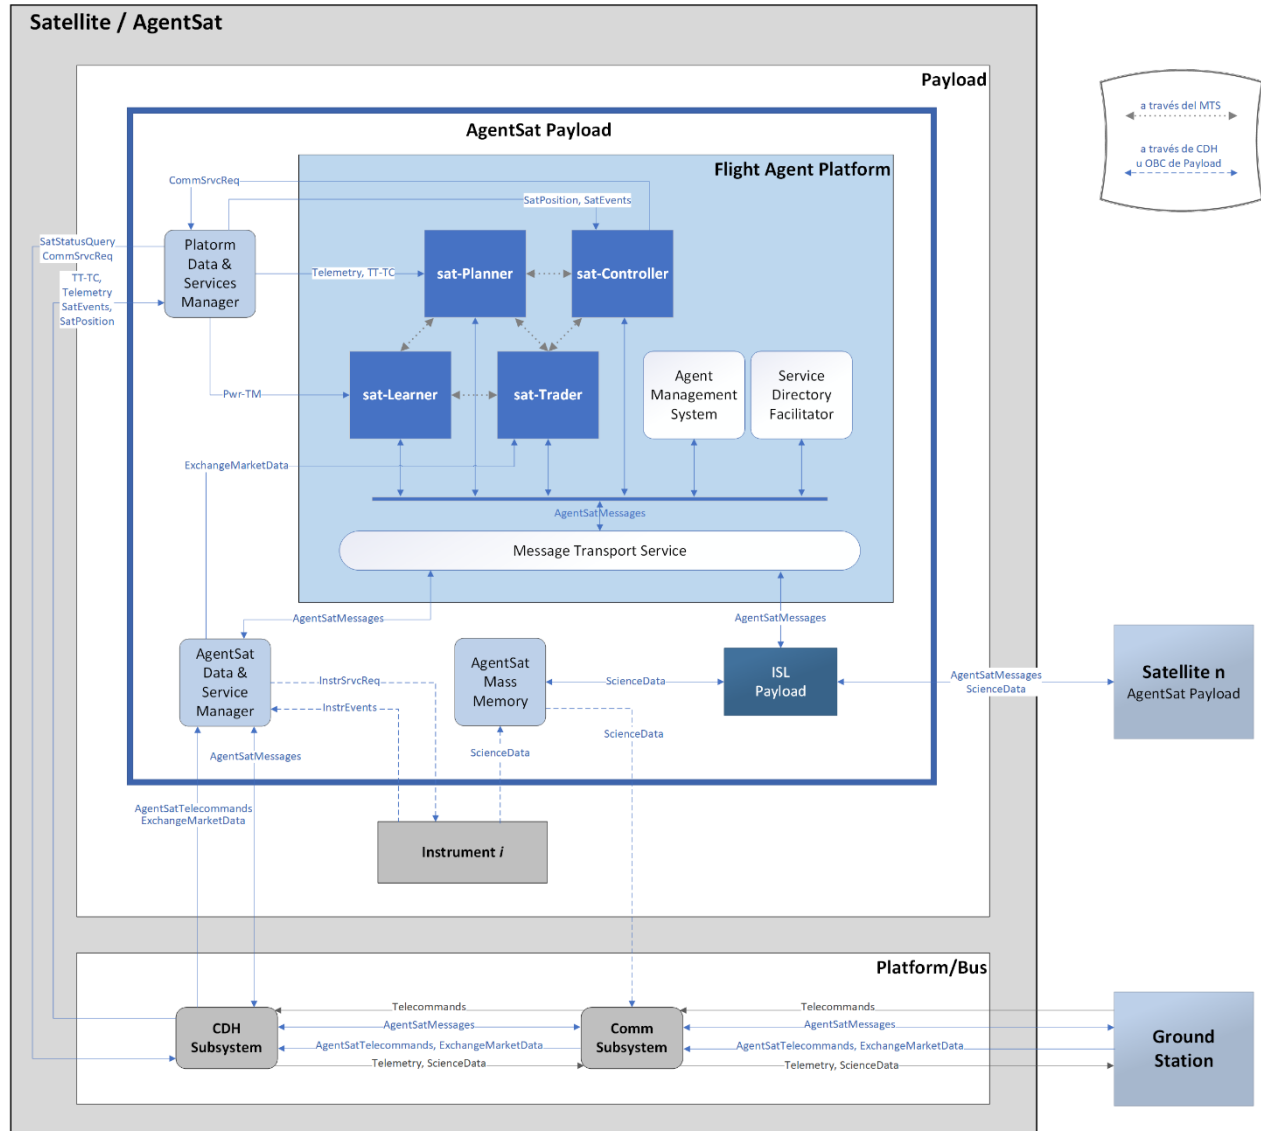 Satellite / AgentSat
Payload
AgentSat Payload
Flight Agent Platform
a través del MTS
a través de CDH
u OBC de Payload
CommSrvcReq
SatPosition, SatEvents
SatStatusQuery
CommSrvcReq
TT-TC,
Telemetry
SatEvents,
SatPosition
Platorm
Data &
Services
Manager
Telemetry, TT-TC
sat-Planner
sat-Controller
Pwr-TM
sat-Learner
sat-Trader
Agent
Management
System
Service
Directory
Facilitator
ExchangeMarketData
AgentSatMessages
Message Transport Service
AgentSatMessages
AgentSatMessages
AgentSat
Data &
Service
Manager
InstrSrvcReq
InstrEvents
AgentSat
Mass
Memory
ScienceData
ISL
Payload
AgentSatMessages
ScienceData
Satellite n
AgentSat Payload
AgentSatMessages
ScienceData
ScienceData
AgentSatTelecommands
ExchangeMarketData
Instrument i
Platform/Bus
CDH
Subsystem
Telecommands
AgentSatMessages
AgentSatTelecommands, ExchangeMarketData
Telemetry, ScienceData
Comm
Subsystem
Telecommands
AgentSatMessages
AgentSatTelecommands, ExchangeMarketData
Telemetry, ScienceData
Ground
Station